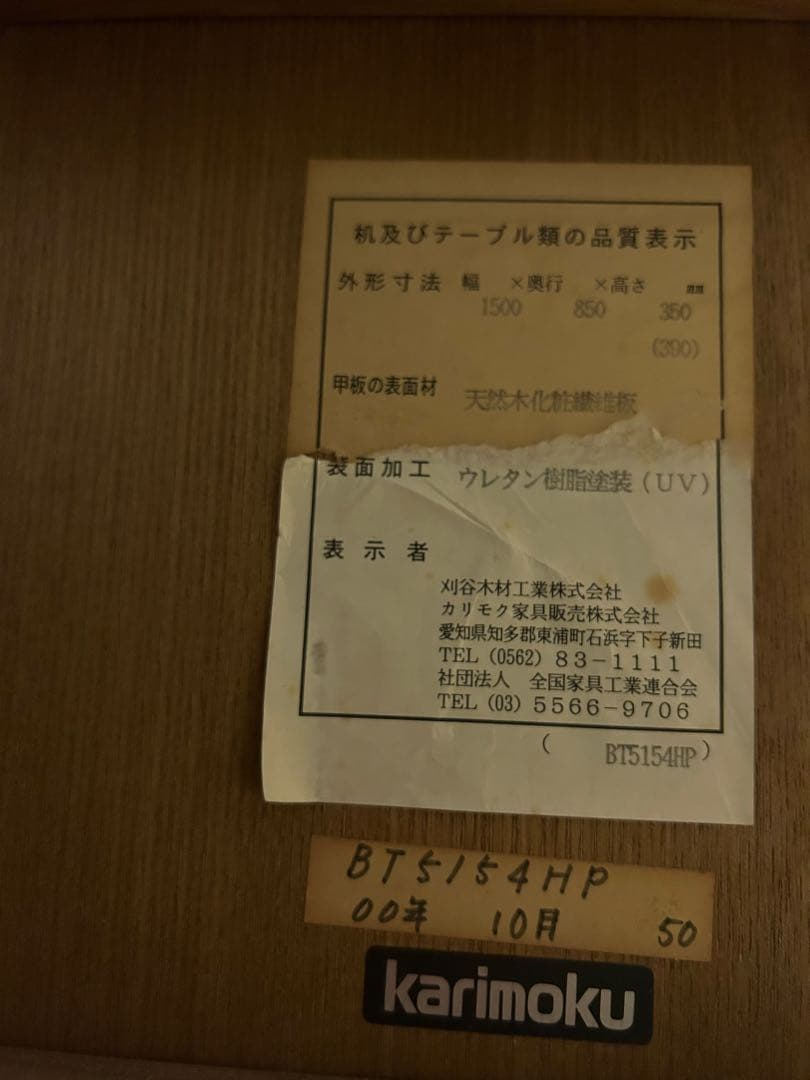 机及びテーブル類の品質表示
外形寸法 幅 ×奥行 ×高さ ㎜
1500 850 350
(390)
甲板の表面材 天然木化粧繊維板
表面加工 ウレタン樹脂塗装(UV)
表示者
刈谷木材工業株式会社
カリモク家具販売株式会社
愛知県知多郡東浦町石浜字下子新田
TEL(0562)83-1111
社団法人 全国家具工業連合会
TEL(03)5566-9706
( BT5154HP)
BT5154HP
00年 10月 50
karimoku